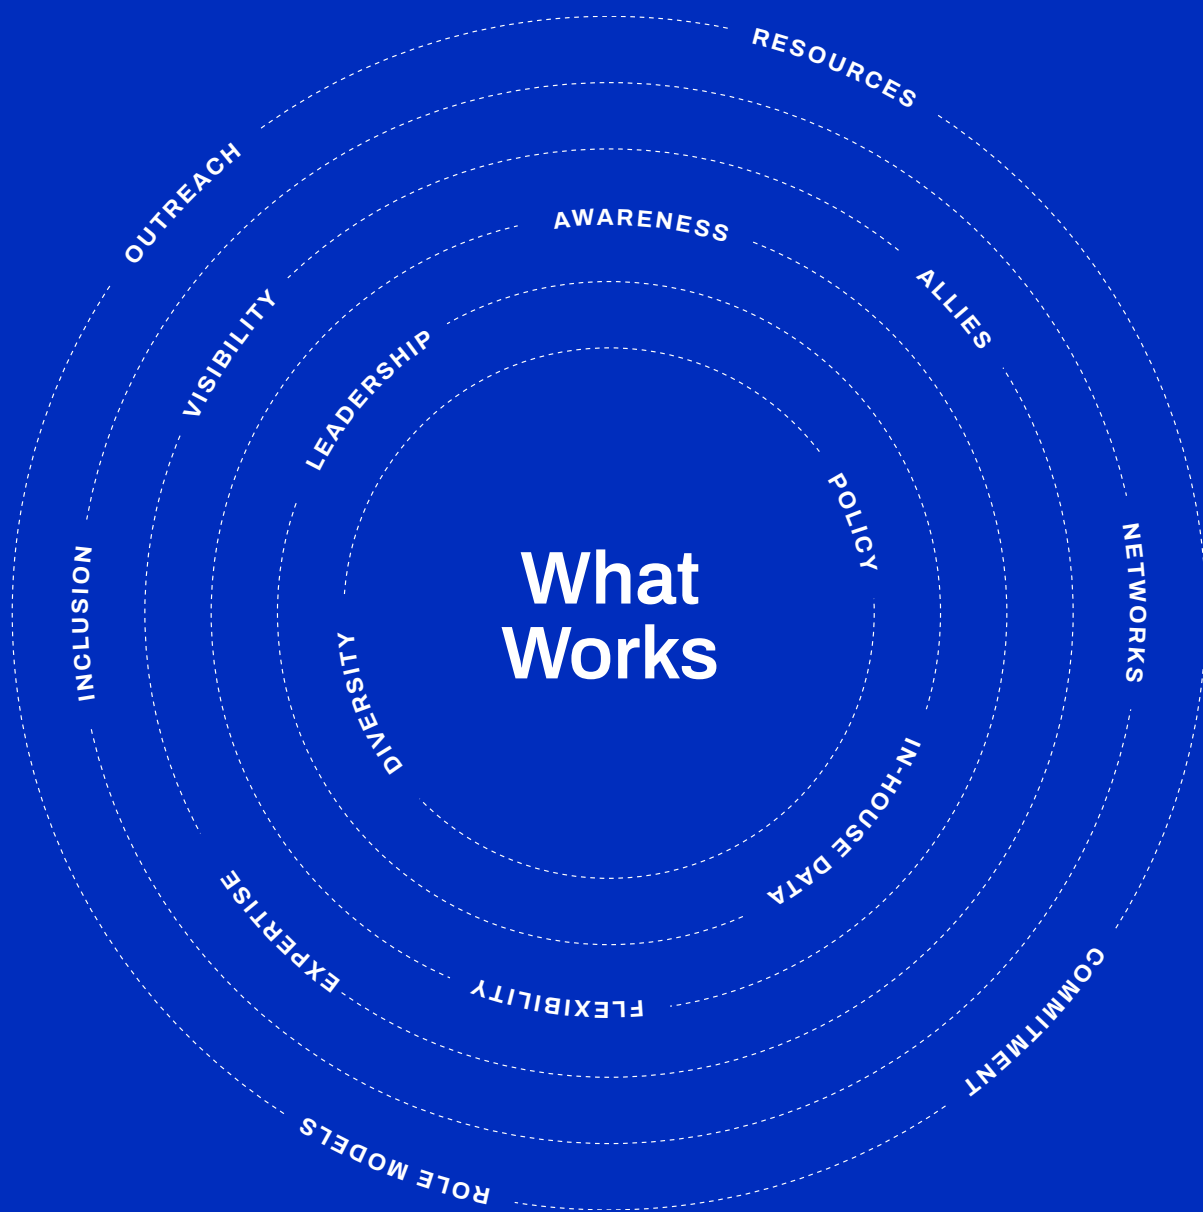 RESOURCES
OUTREACH
AWARENESS
ALLIES
VISIBILITY
LEADERSHIP
POLICY
NETWORKS
INCLUSION
What
Works
DIVERSITY
IN-HOUSE DATA
EXPERTISE
FLEXIBILITY
COMMITMENT
ROLE MODELS